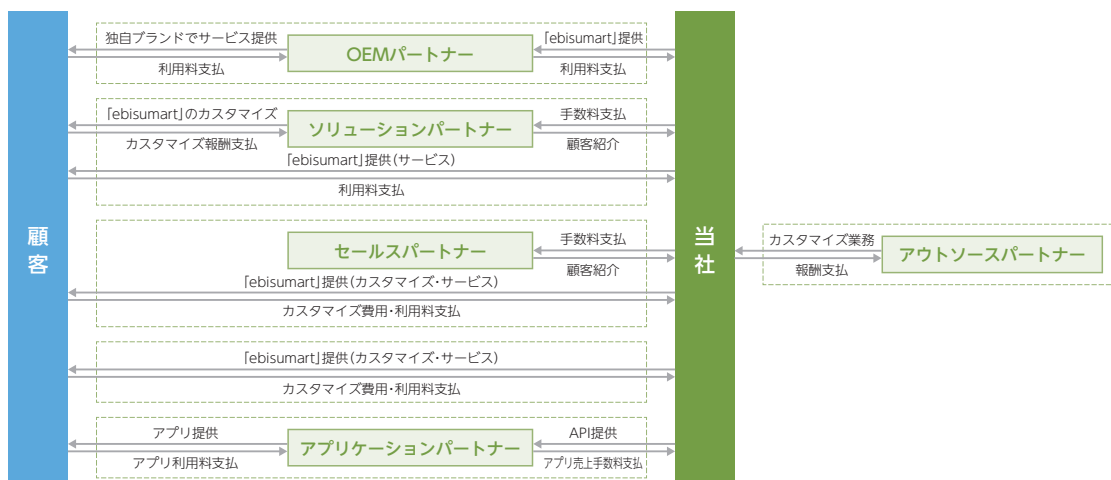 顧客
独自ブランドでサービス提供
利用料支払
OEMパートナー
「ebisumart」提供
利用料支払
「ebisumart」のカスタマイズ
カスタマイズ報酬支払
ソリューションパートナー
手数料支払
顧客紹介
「ebisumart」提供(サービス)
利用料支払
セールスパートナー
手数料支払
顧客紹介
「ebisumart」提供(カスタマイズ・サービス)
カスタマイズ費用・利用料支払
「ebisumart」提供(カスタマイズ・サービス)
カスタマイズ費用・利用料支払
アプリ提供
アプリ利用料支払
アプリケーションパートナー
API提供
アプリ売上手数料支払
当社
カスタマイズ業務
報酬支払
アウトソースパートナー